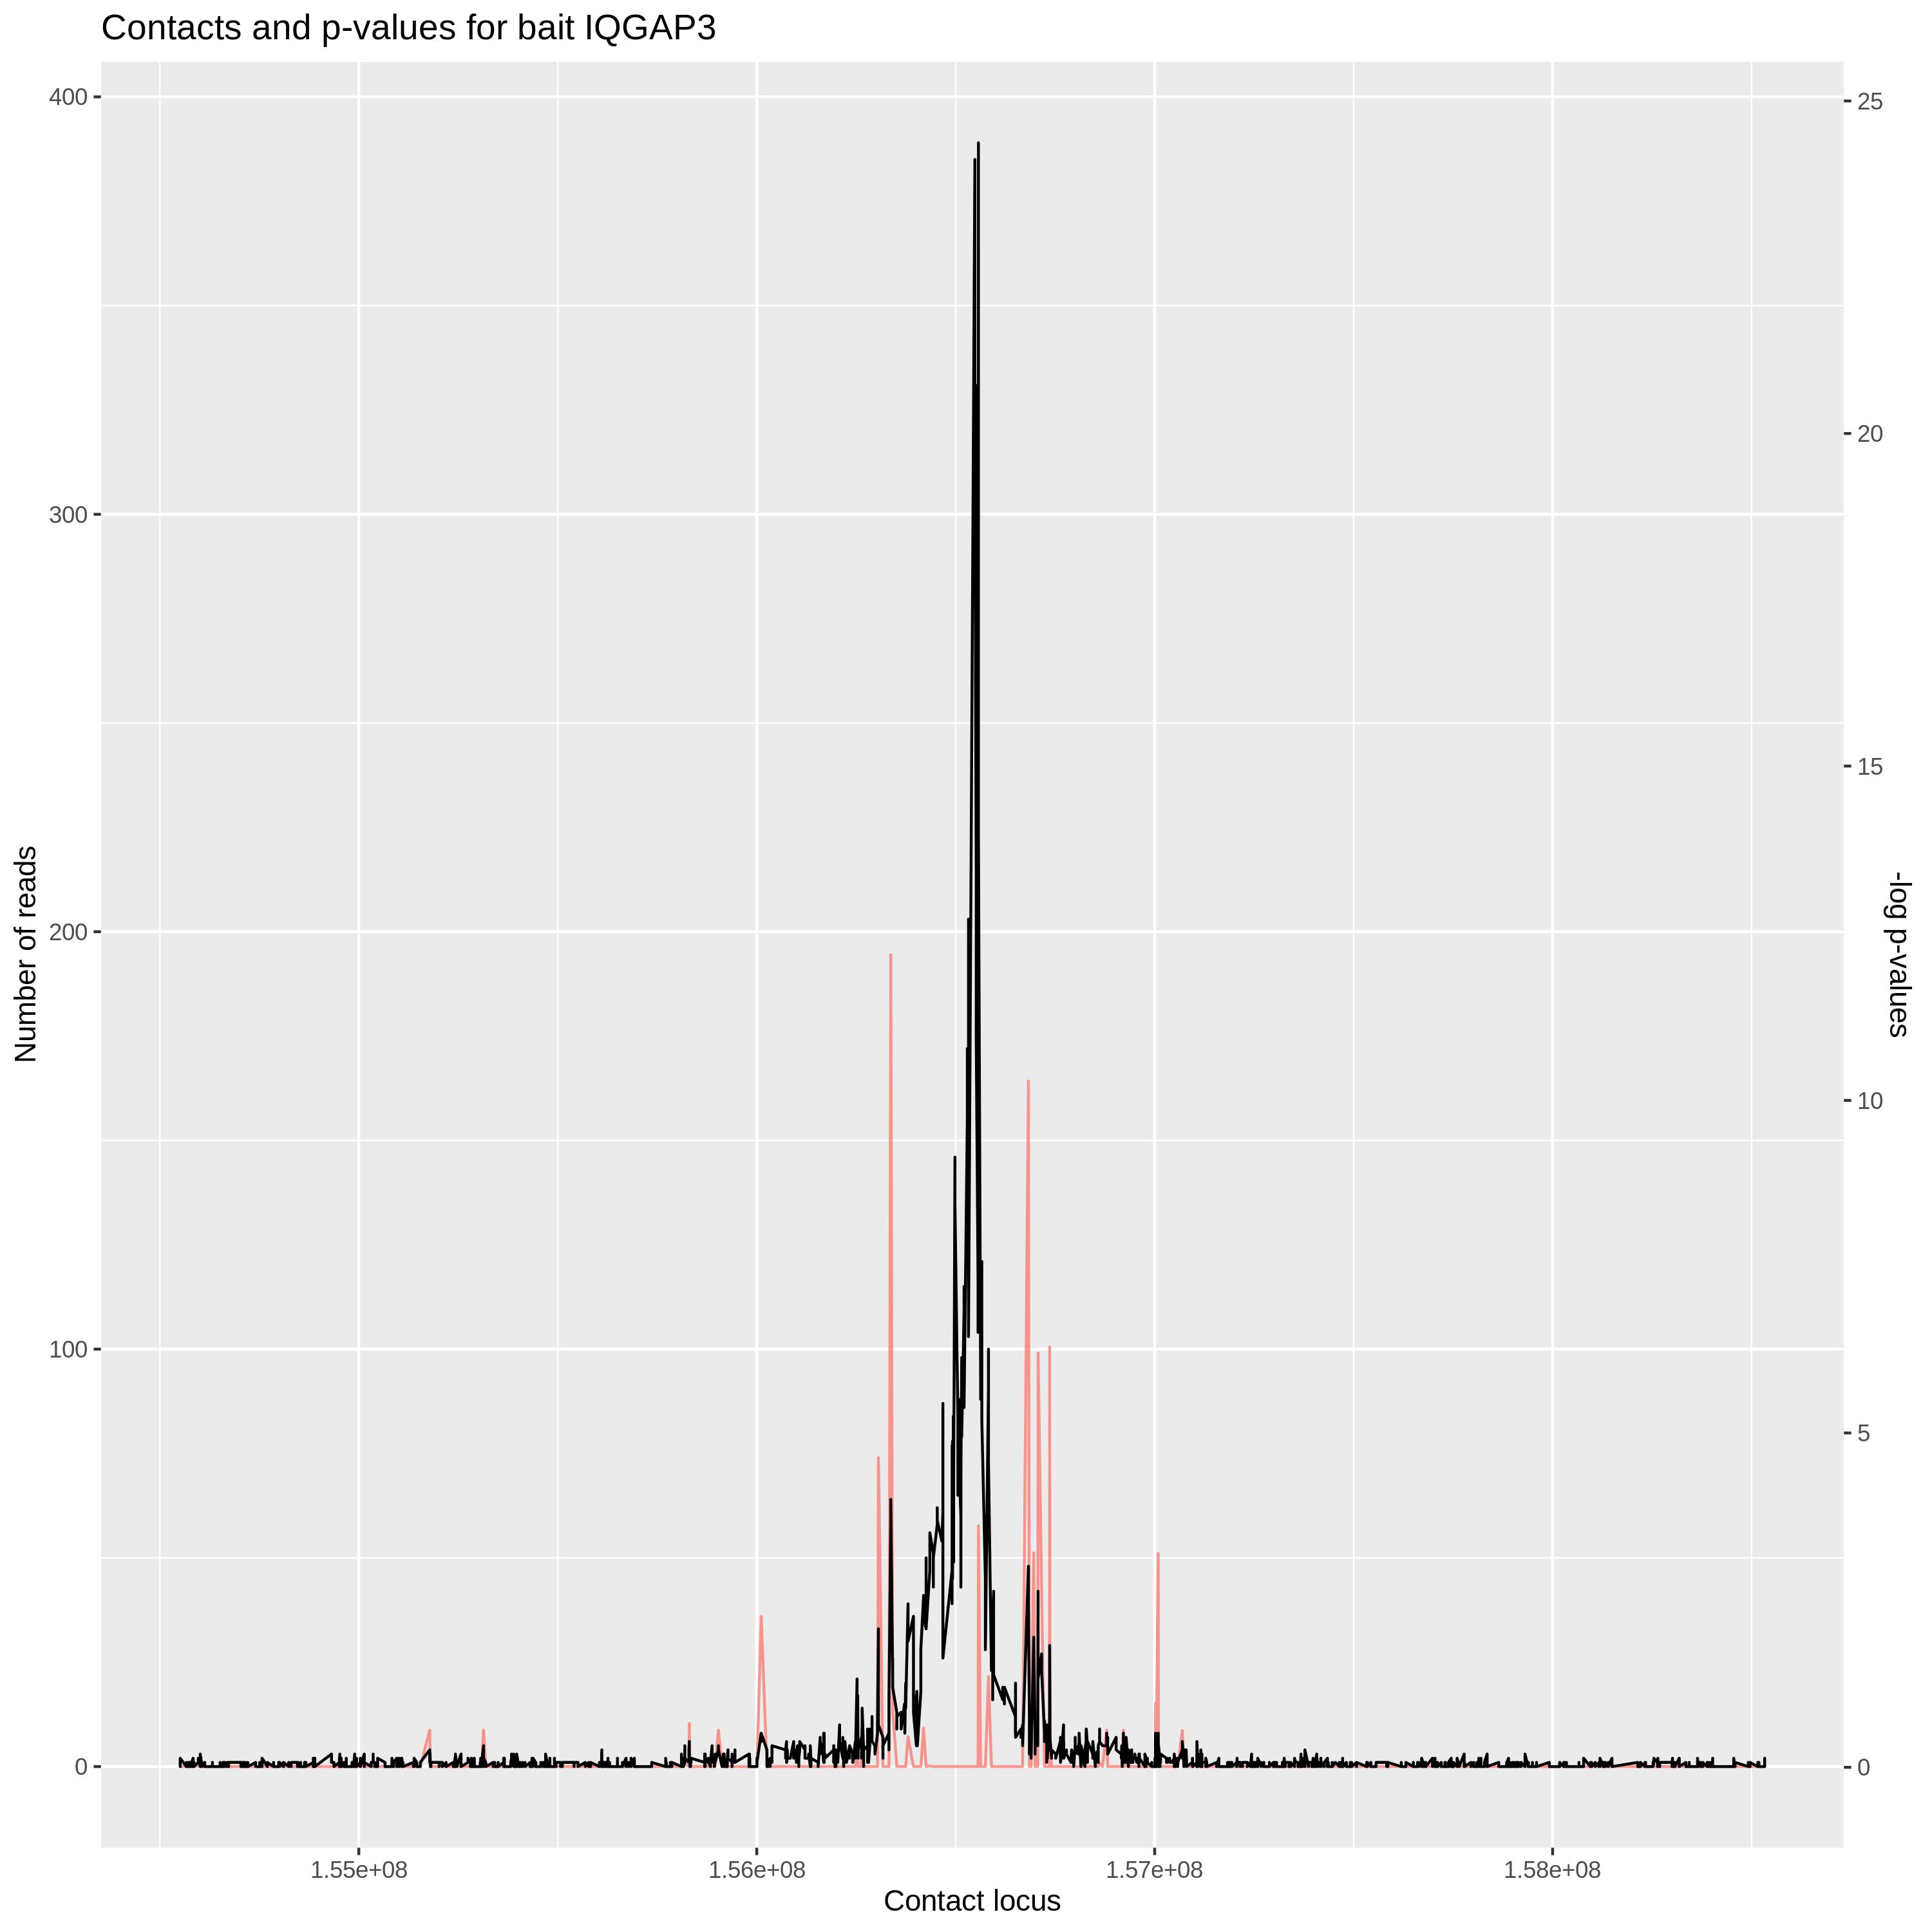 Contacts and p-values for bait IQGAP3
400
300
200
100
0
Number of reads
25
20
15
10
5
0
-log p-values
1.55e+08
1.56e+08
1.57e+08
1.58e+08
Contact locus